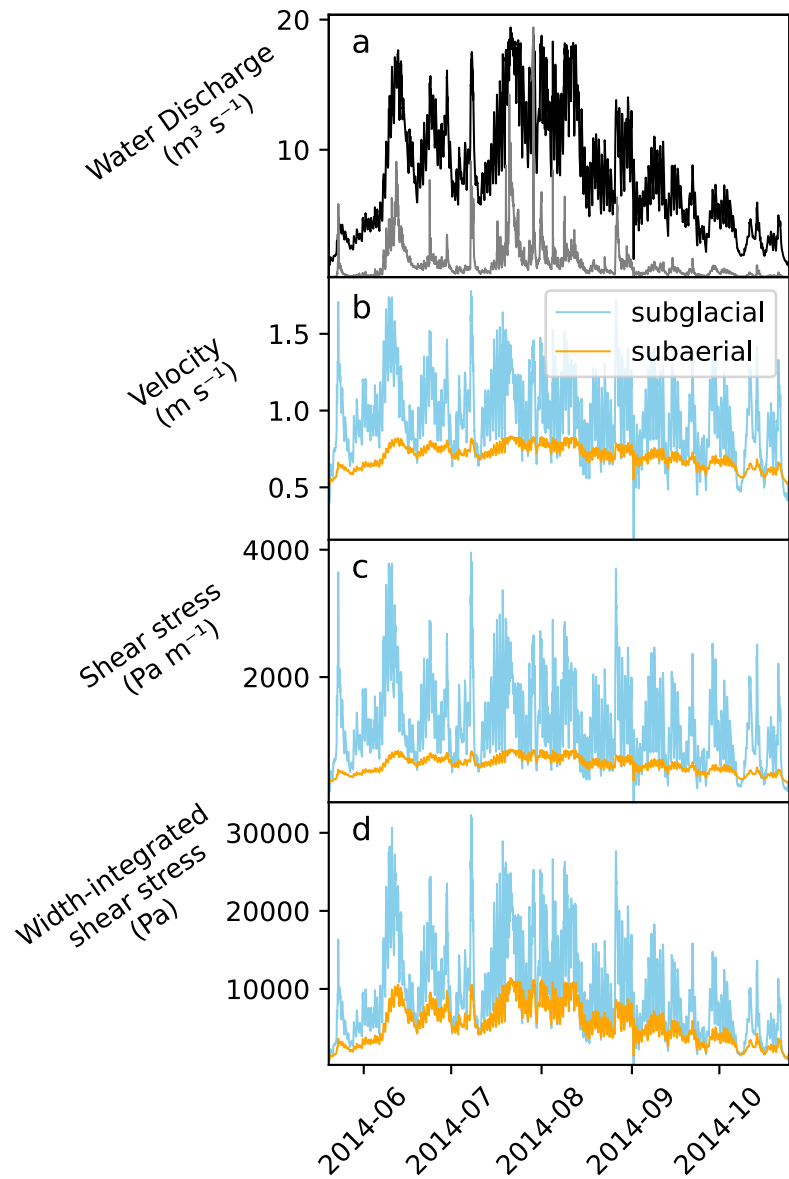 a
Water Discharge
(m³ s⁻¹)
20
10
b
Velocity
(m s⁻¹)
1.5
1.0
0.5
subglacial
subaerial
c
Shear stress
(Pa m⁻¹)
4000
2000
d
Width-integrated
shear stress
(Pa)
30000
20000
10000
2014-06
2014-07
2014-08
2014-09
2014-10